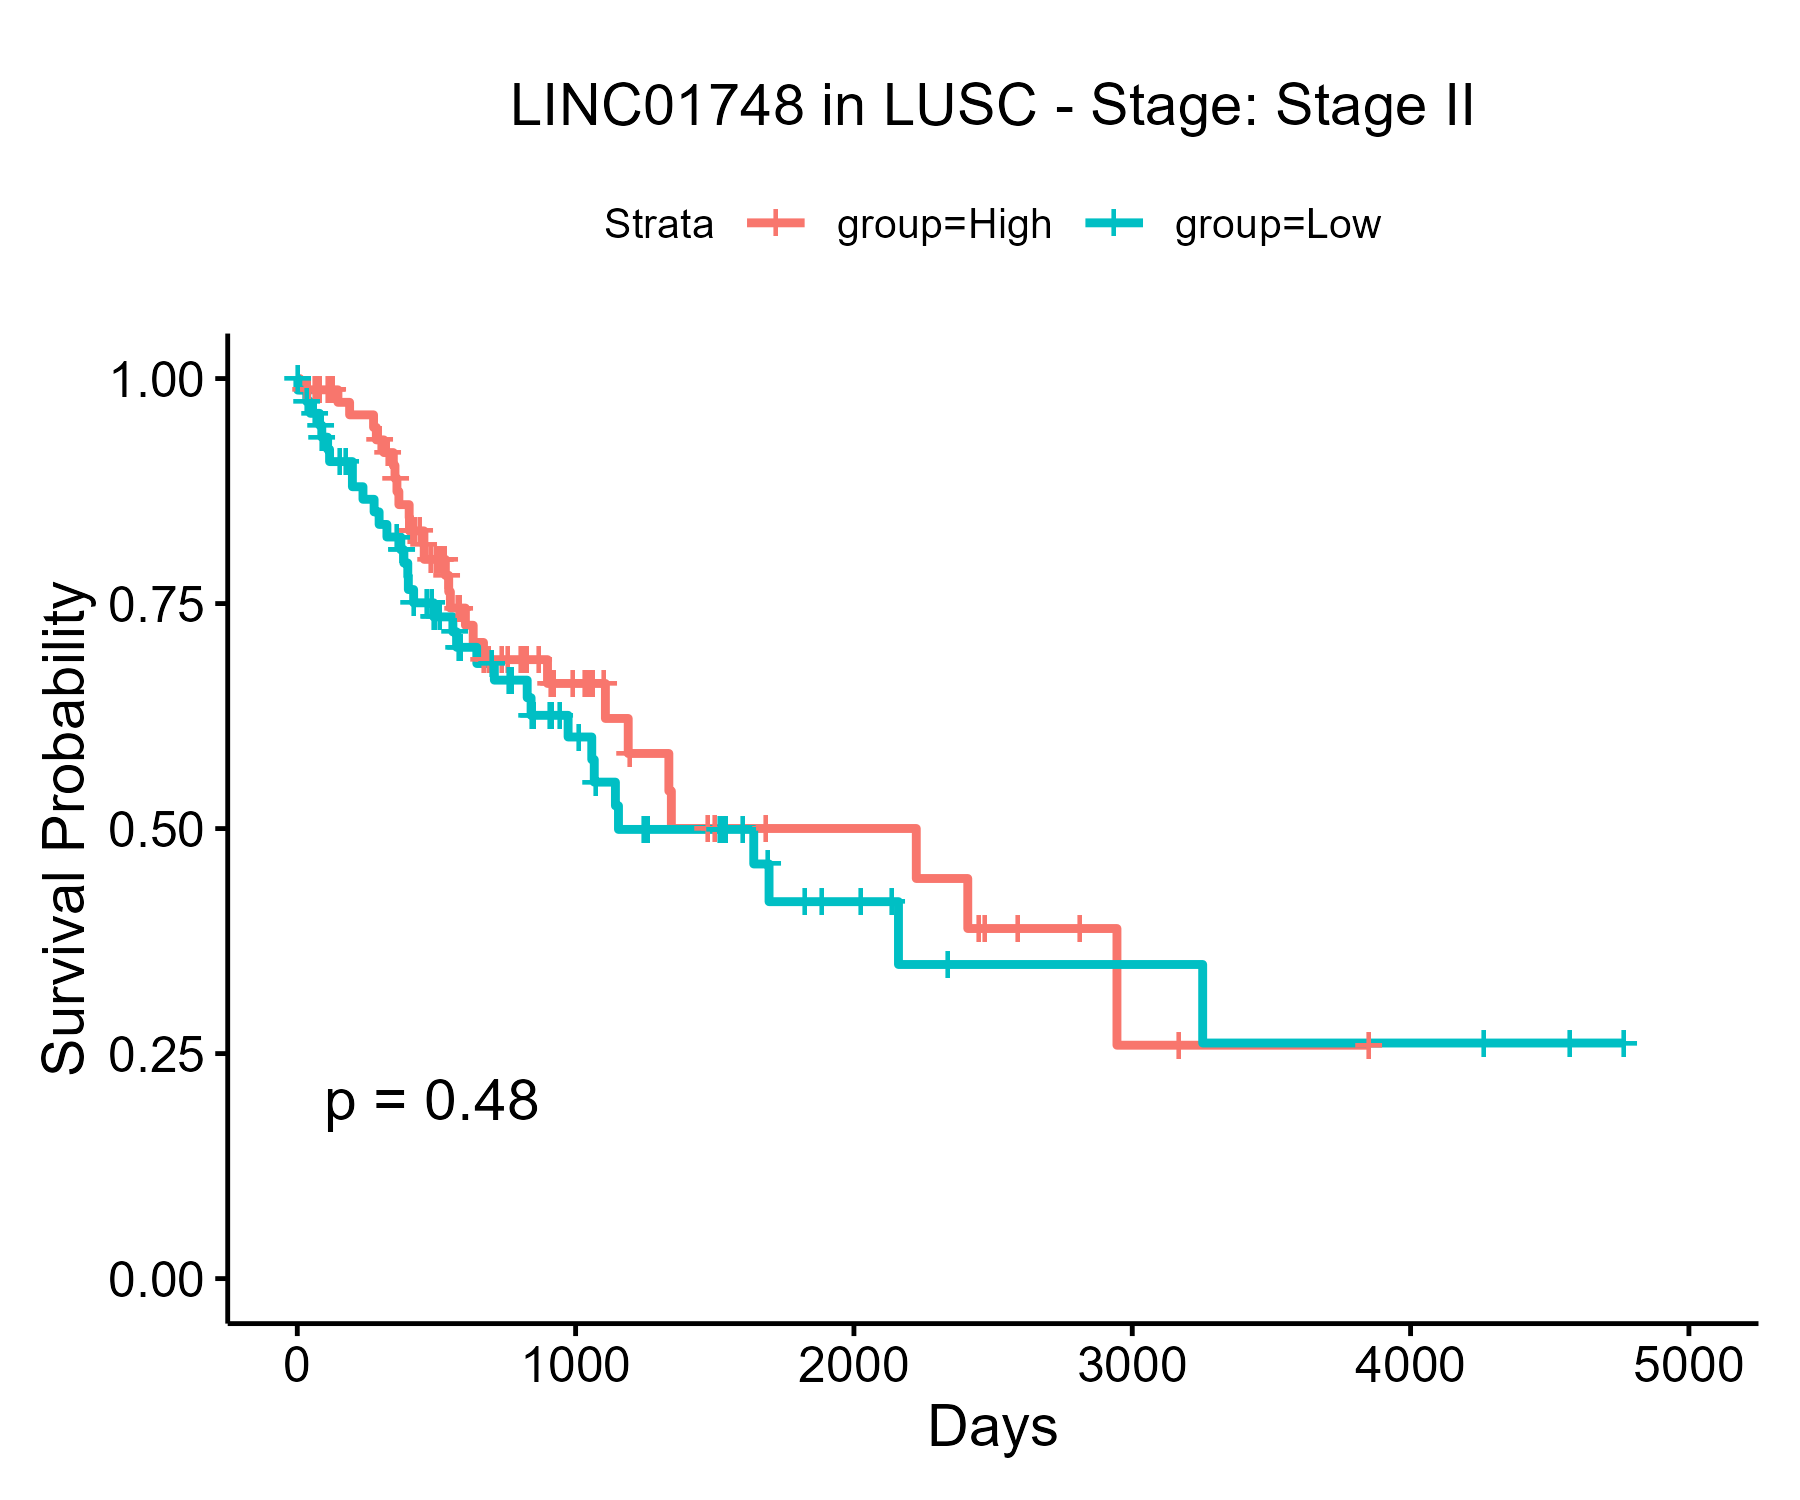 LINC01748 in LUSC - Stage: Stage II
Strata group=High group=Low
Survival Probability
1.00
0.75
0.50
0.25
0.00
p = 0.48
0 1000 2000 3000 4000 5000
Days